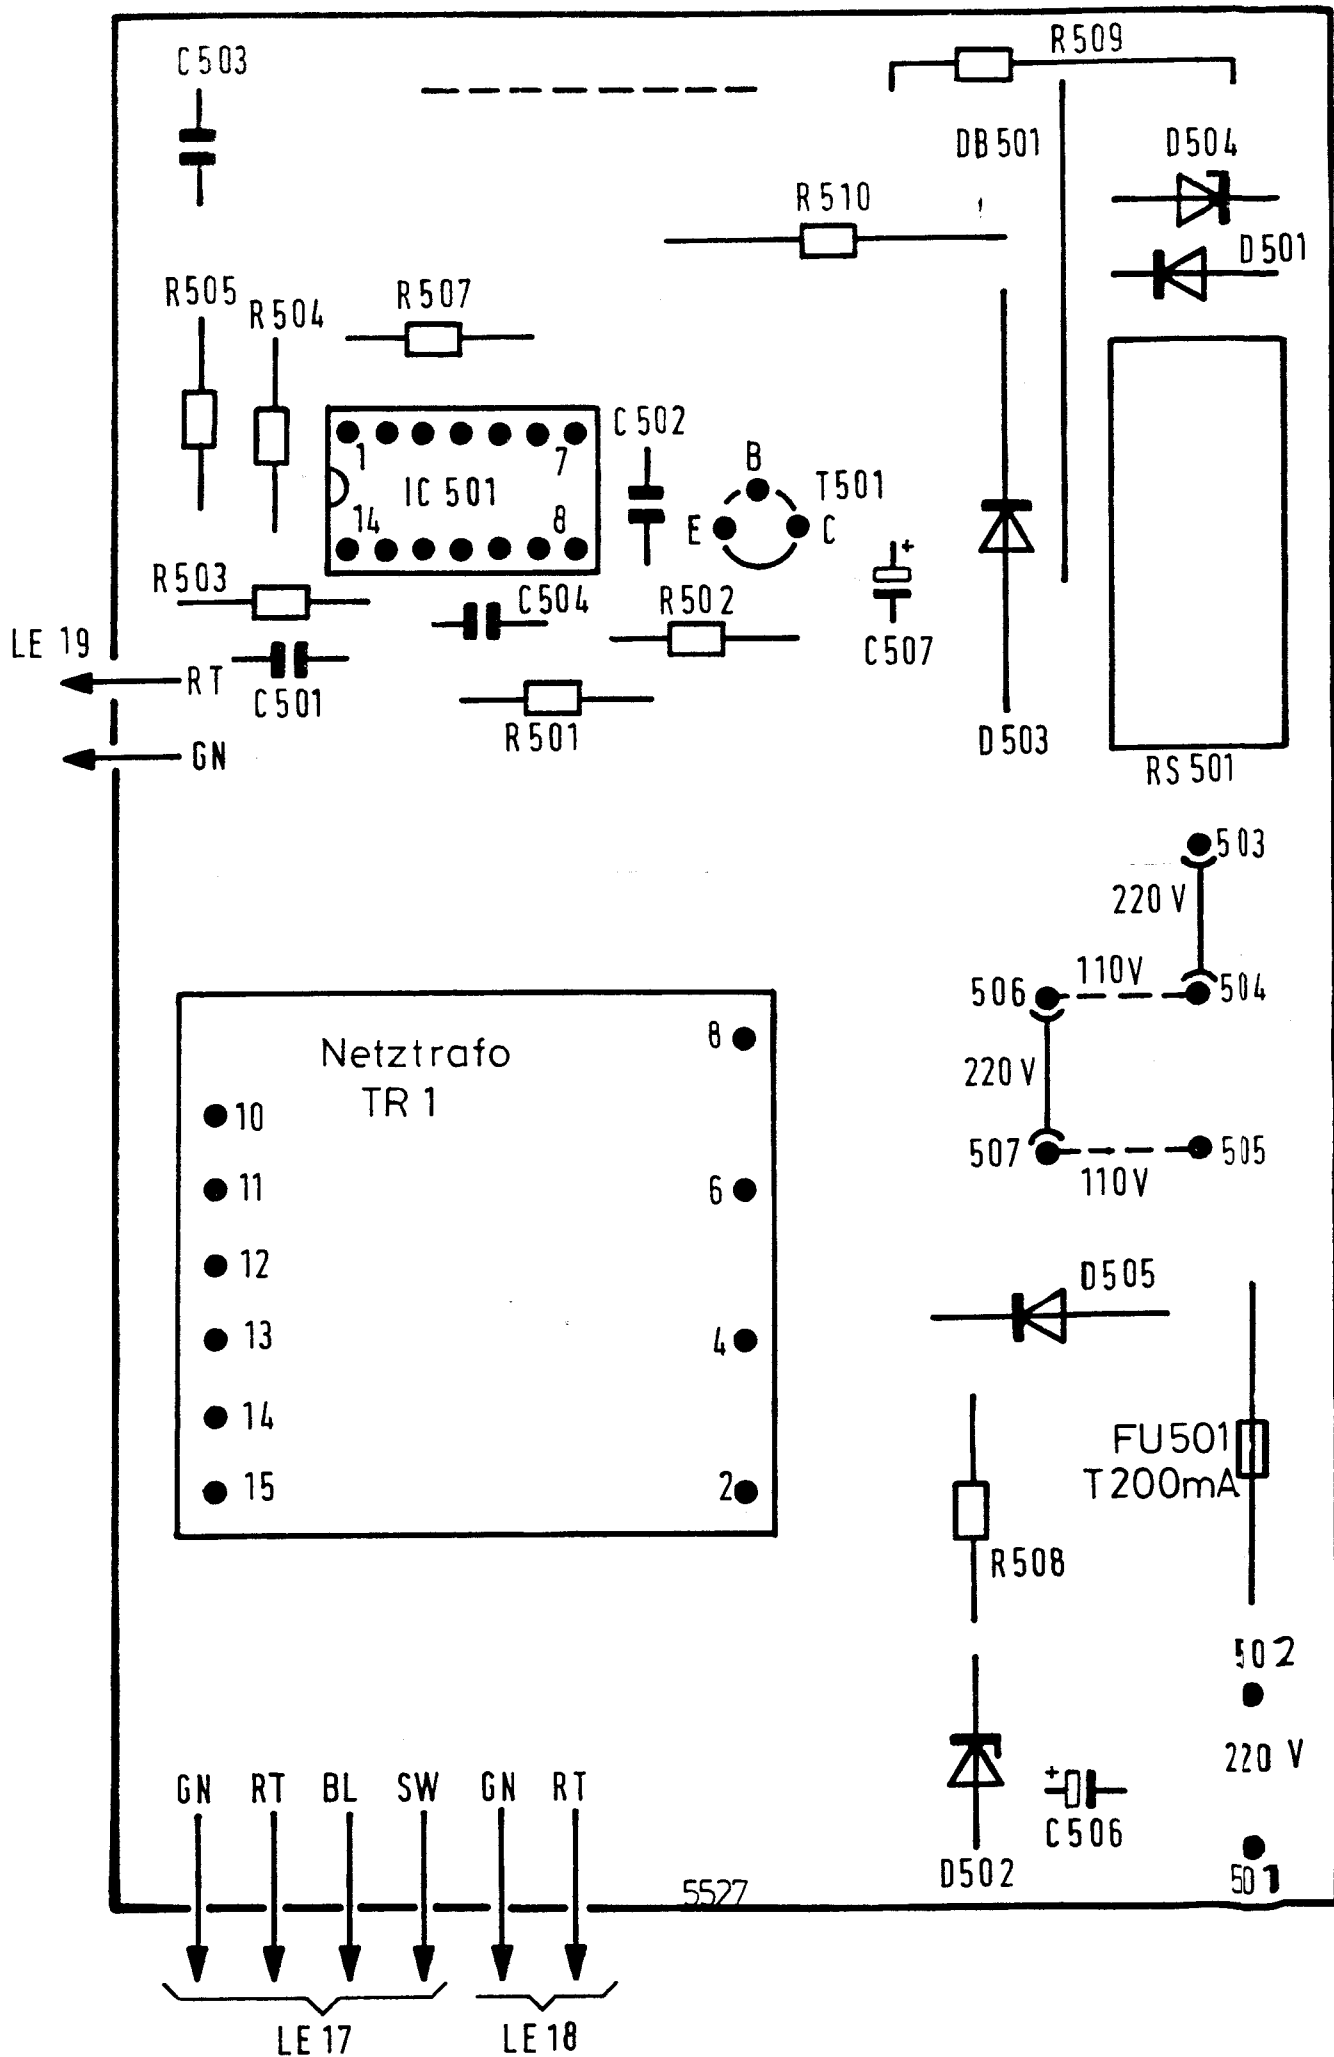 C503
R509
DB501
D504
R510
D501
R505
R504
R507
C502
1
7
B
T501
IC 501
14
8
E
C
+
R503
C504
R502
LE 19
RT
C501
C507
R501
GN
D503
RS 501
503
220 V
110V
506
504
8
Netztrafo
220 V
TR 1
10
507
505
110V
11
6
12
D505
13
4
14
FU501
T200mA
15
2
R508
502
220 V
+
GN RT BL SW GN RT
C506
D502
501
5527
LE 17
LE 18